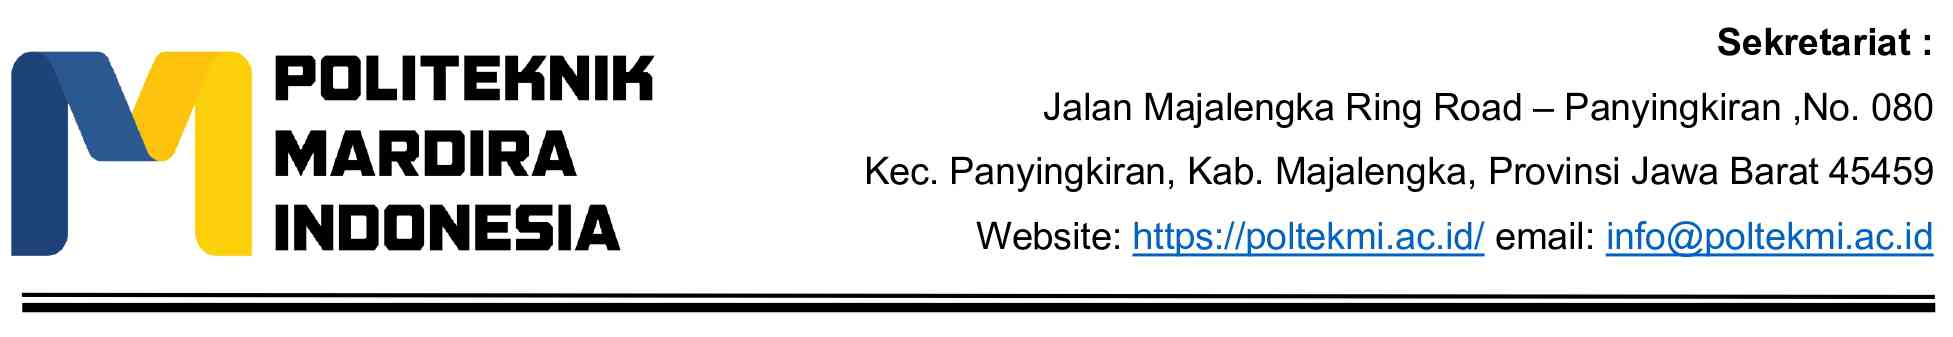 POLITEKNIK
MARDIRA
INDONESIA
Sekretariat :
Jalan Majalengka Ring Road – Panyingkiran ,No. 080
Kec. Panyingkiran, Kab. Majalengka, Provinsi Jawa Barat 45459
Website: https://poltekmi.ac.id/ email: info@poltekmi.ac.id